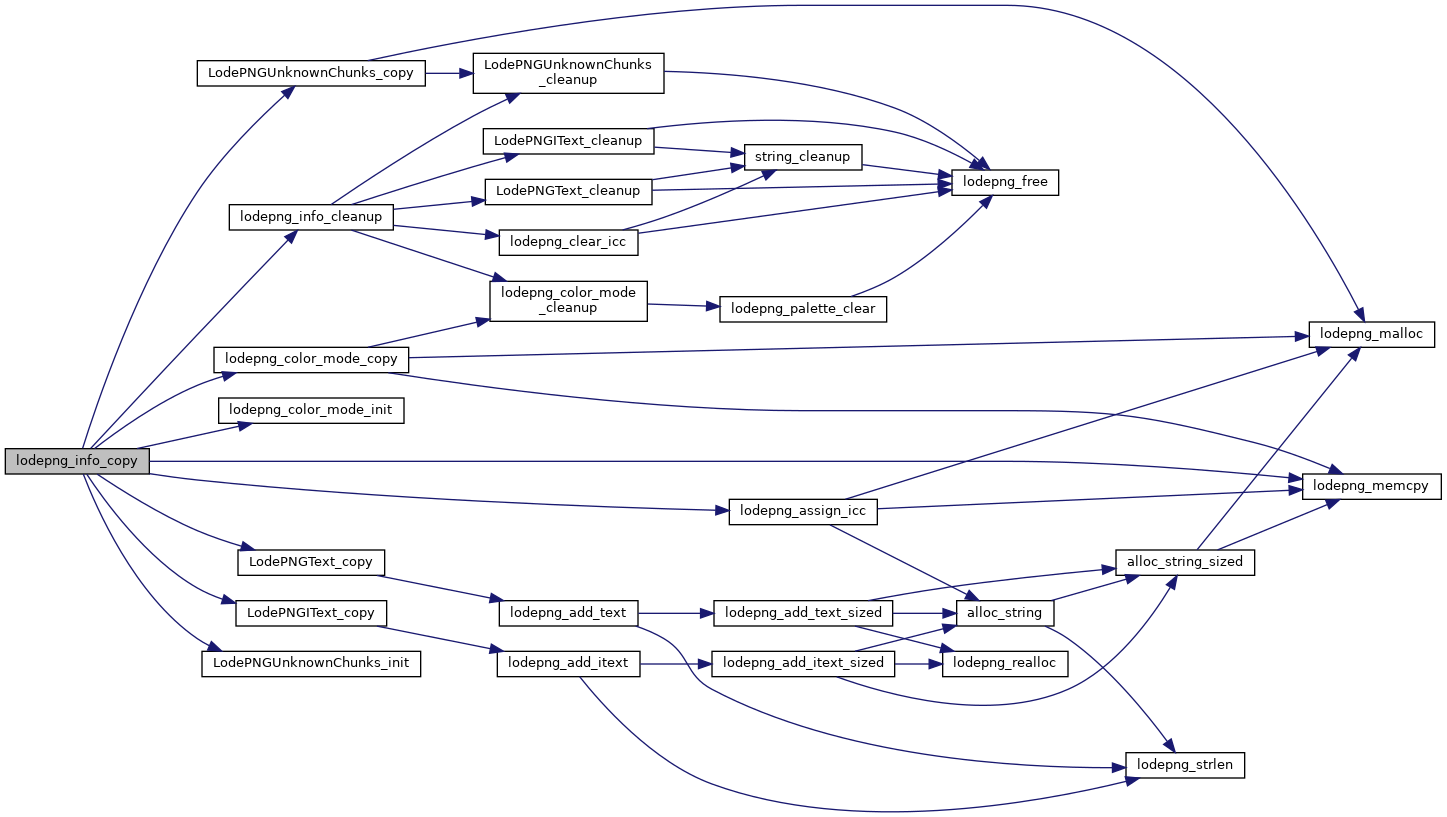 LodePNGUnknownChunks_copy
LodePNGUnknownChunks
_cleanup
LodePNGIText_cleanup
string_cleanup
lodepng_free
LodePNGText_cleanup
lodepng_info_cleanup
lodepng_clear_icc
lodepng_color_mode
_cleanup
lodepng_palette_clear
lodepng_malloc
lodepng_color_mode_copy
lodepng_color_mode_init
lodepng_info_copy
lodepng_memcpy
lodepng_assign_icc
LodePNGText_copy
alloc_string_sized
LodePNGIText_copy
lodepng_add_text
lodepng_add_text_sized
alloc_string
LodePNGUnknownChunks_init
lodepng_add_itext
lodepng_add_itext_sized
lodepng_realloc
lodepng_strlen